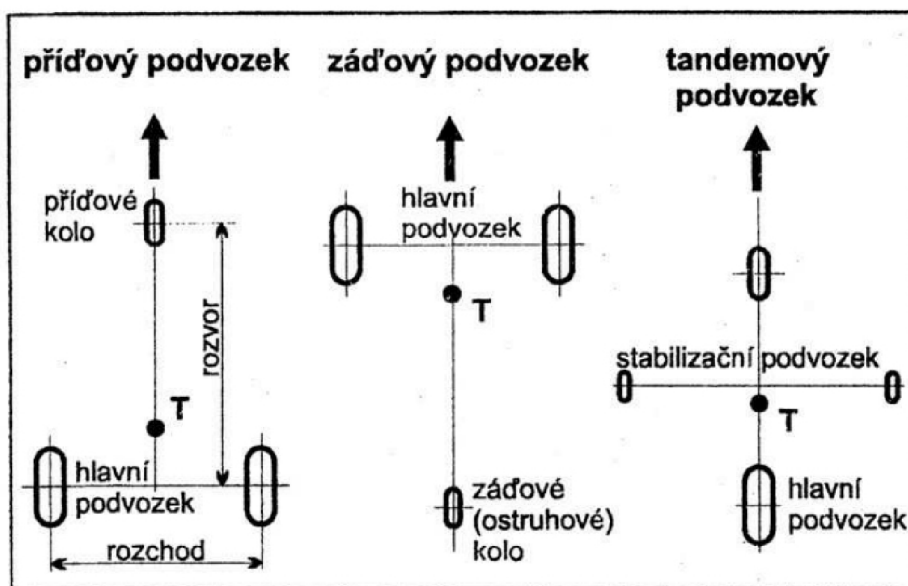 příďový podvozek
příďové
kolo
rozvor
T
hlavní
podvozek
rozchod
záďový podvozek
hlavní
podvozek
T
záďové
(ostruhové)
kolo
tandemový
podvozek
stabilizační podvozek
T
hlavní
podvozek